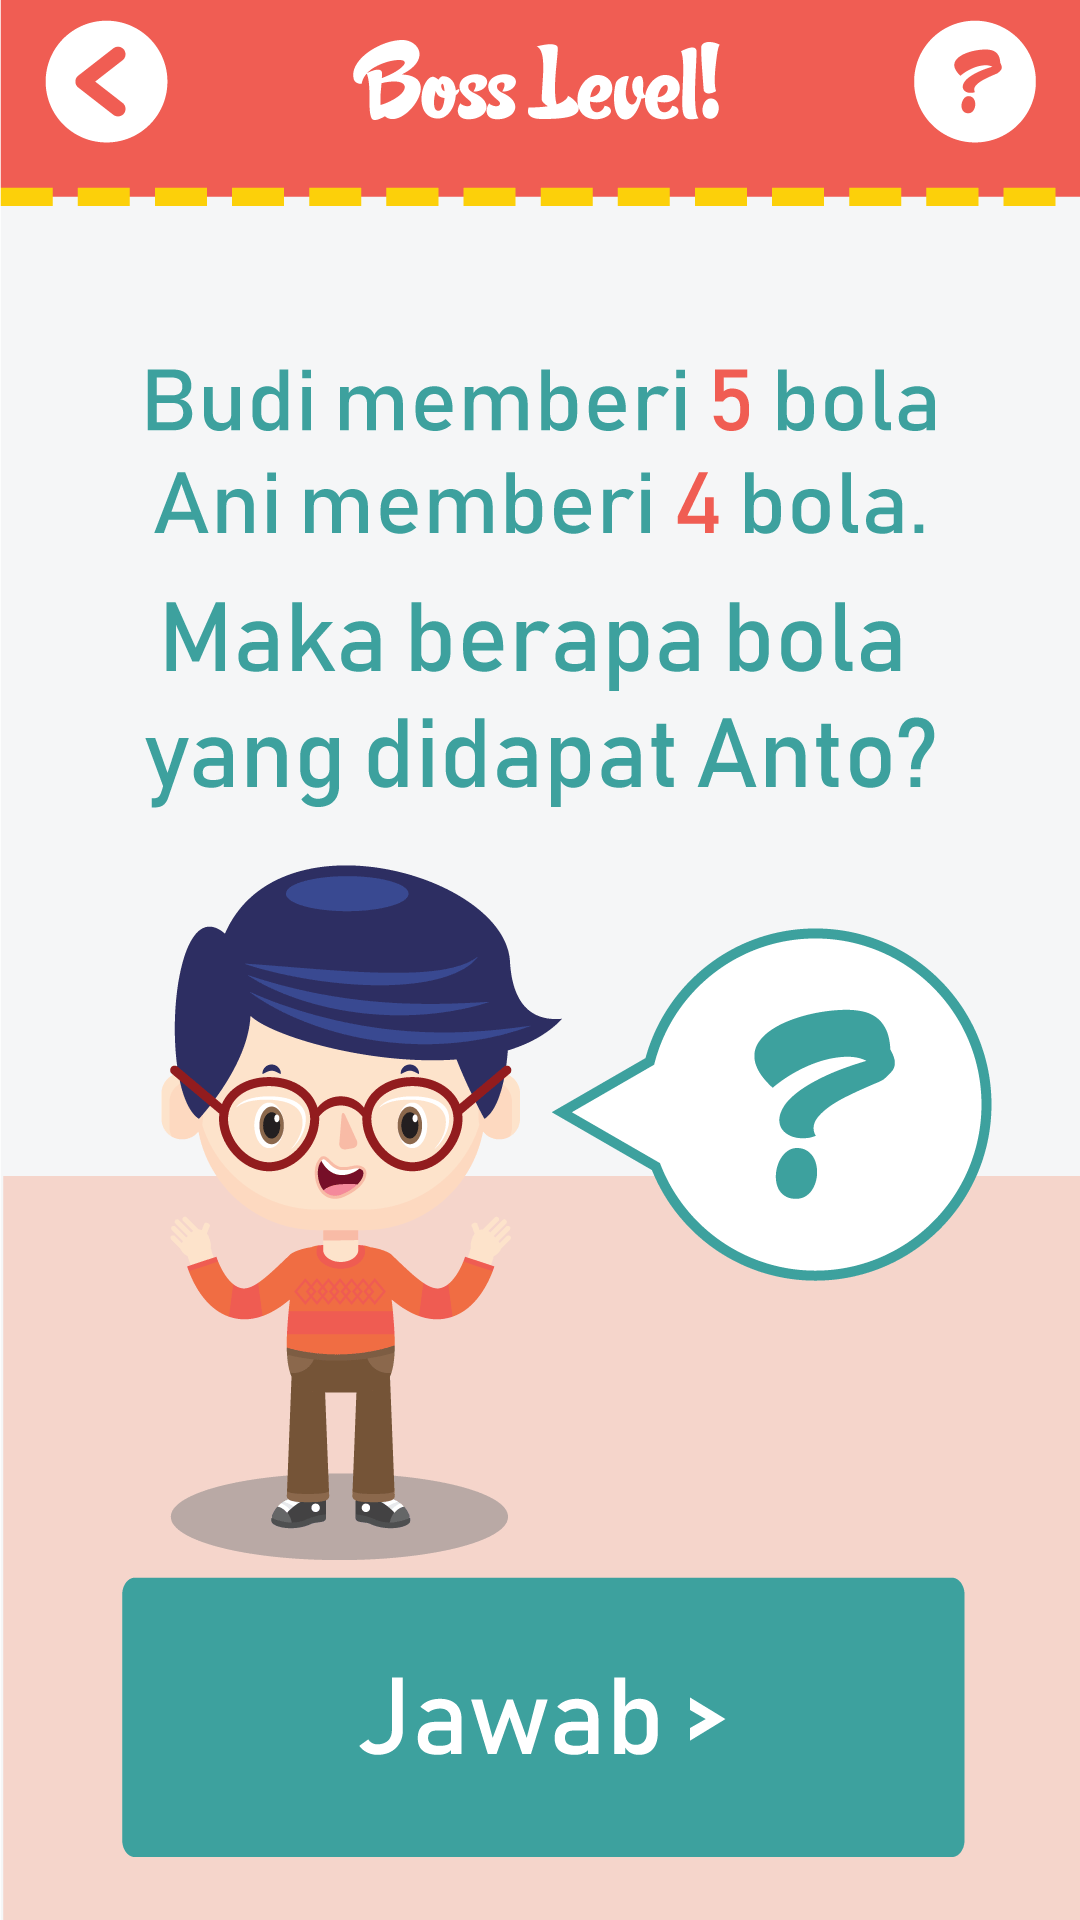 Boss Level!
?
Budi memberi 5 bola
Ani memberi 4 bola.
Maka berapa bola
yang didapat Anto?
?
Jawab >